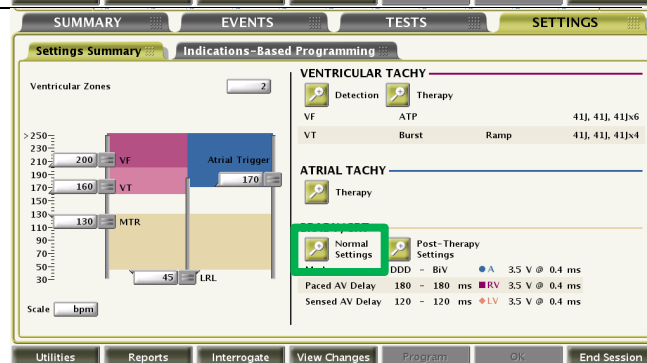 SUMMARY EVENTS TESTS SETTINGS
Settings Summary Indications-Based Programming
Ventricular Zones 2
>250
230
210
190
170
150
130
110
90
70
50
30
200 VF
160 VT
130 MTR
45 LRL
Atrial Trigger
170
Scale bpm
VENTRICULAR TACHY
Detection Therapy
VF ATP 41J, 41J, 41Jx6
VT Burst Ramp 41J, 41J, 41Jx4
ATRIAL TACHY
Therapy
Normal Settings
Post-Therapy Settings
DDD - BiV A 3.5 V @ 0.4 ms
Paced AV Delay 180 - 180 ms RV 3.5 V @ 0.4 ms
Sensed AV Delay 120 - 120 ms LV 3.5 V @ 0.4 ms
Utilities Reports Interrogate View Changes Program OK End Session